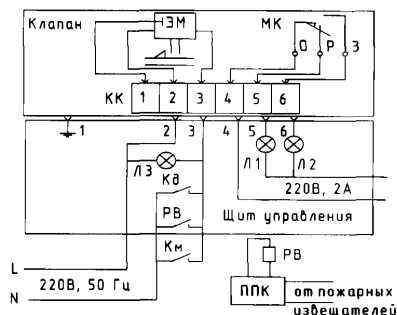 Клапан
ЭМ
МК
О Р З
КК 1 2 3 4 5 6
1 2 3 4 5 6
Л3
Л1 Л2
Кд
220В, 2А
РВ
Щит управления
Км
L
220В, 50 Гц
N
РВ
ППК
от пожарных
извещателей